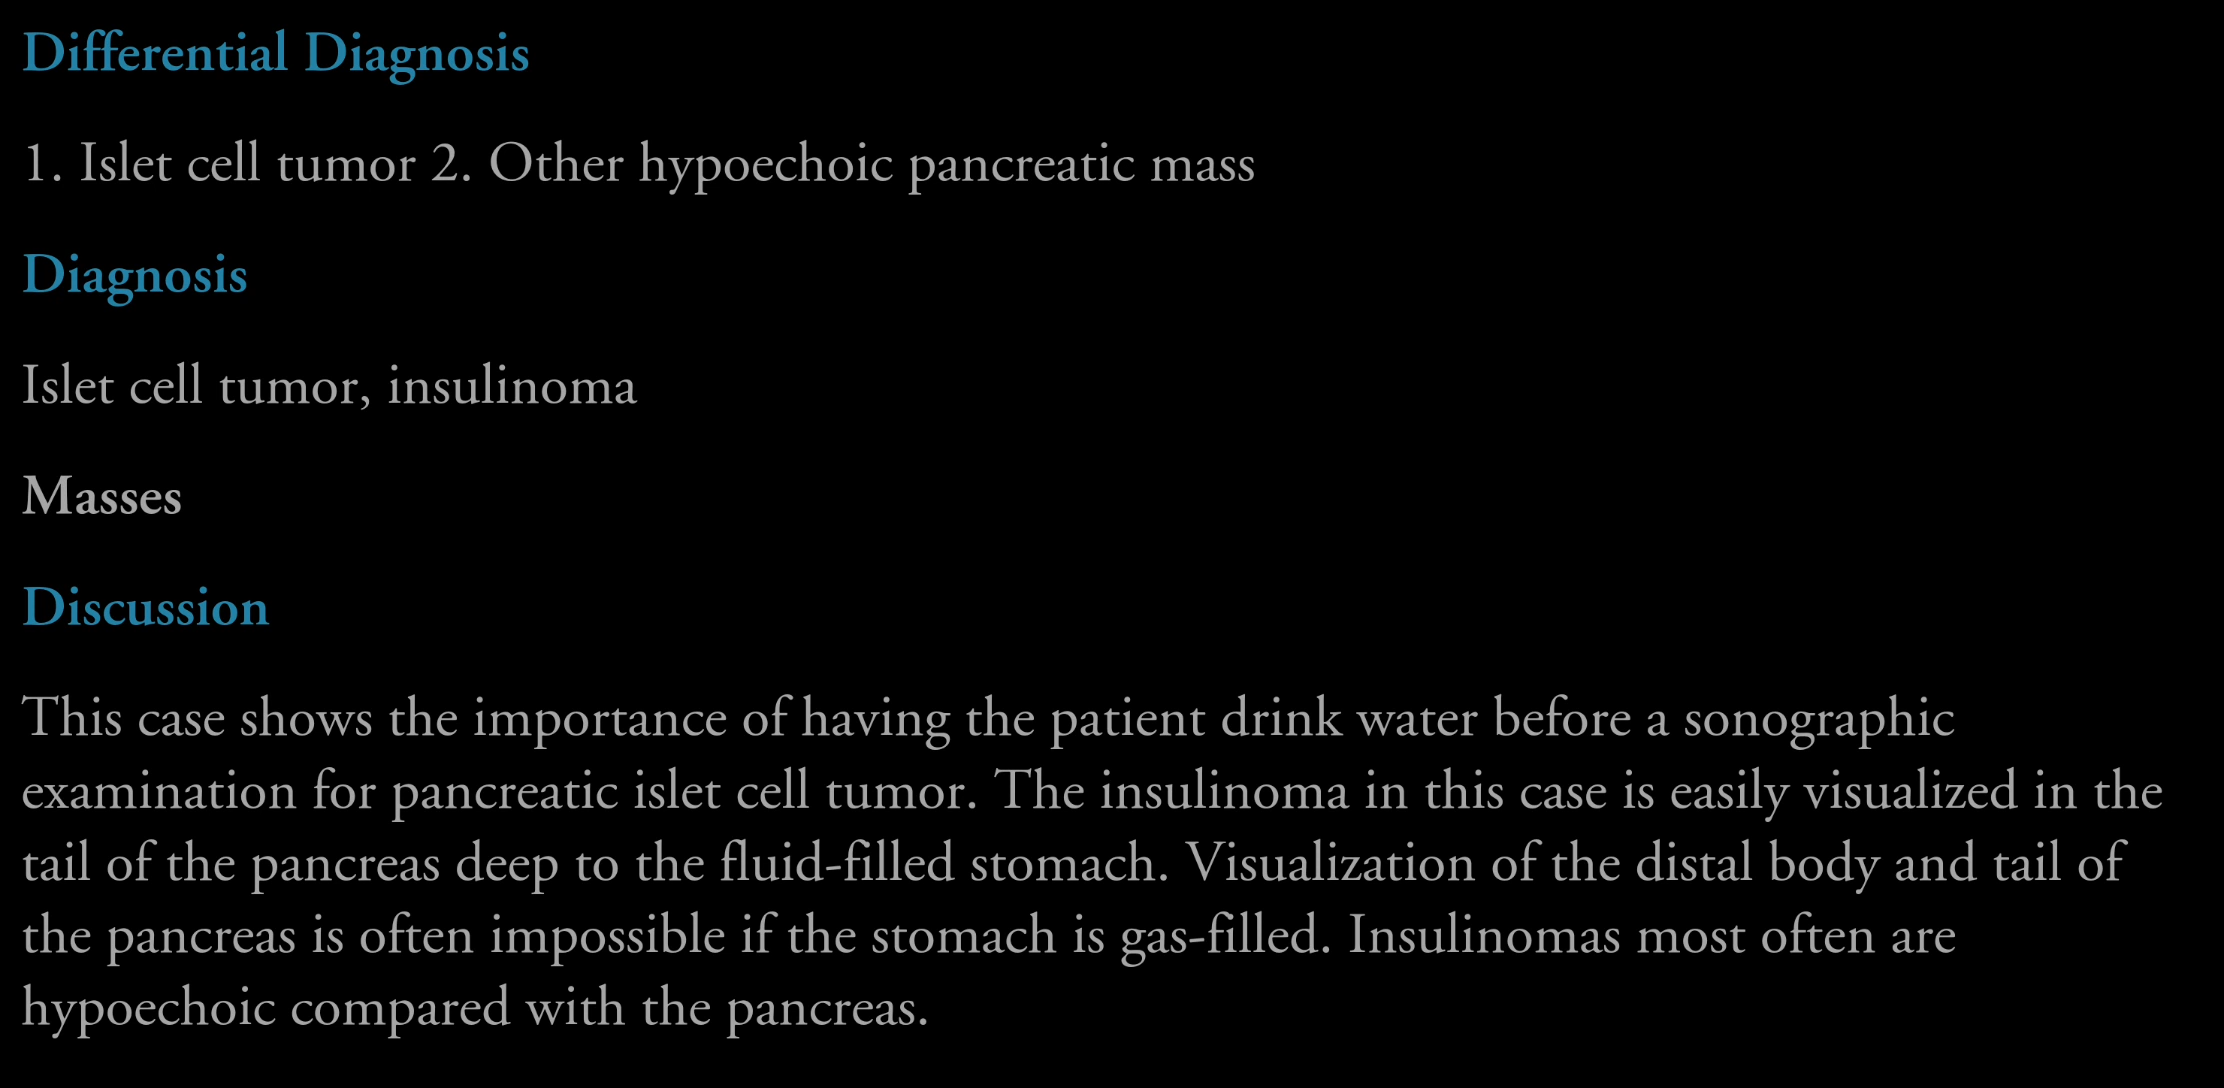 Differential Diagnosis
1. Islet cell tumor 2. Other hypoechoic pancreatic mass
Diagnosis
Islet cell tumor, insulinoma
Masses
Discussion
This case shows the importance of having the patient drink water before a sonographic
examination for pancreatic islet cell tumor. The insulinoma in this case is easily visualized in the
tail of the pancreas deep to the fluid-filled stomach. Visualization of the distal body and tail of
the pancreas is often impossible if the stomach is gas-filled. Insulinomas most often are
hypoechoic compared with the pancreas.